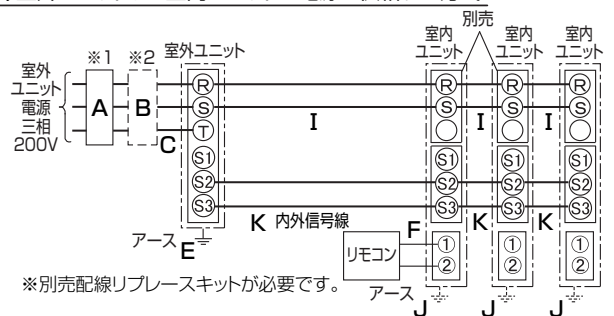 別売
※1 ※2 室外ユニット 室内ユニット 室内ユニット 室内ユニット
室外
ユニット
電源
三相
200V
A B C
R S T S1 S2 S3
I I I
R S S1 S2 S3
R S S1 S2 S3
R S S1 S2 S3
K 内外信号線 K K
アース E
リモコン F
① ②
① ②
① ②
アース J J J
※別売配線リプレースキットが必要です。